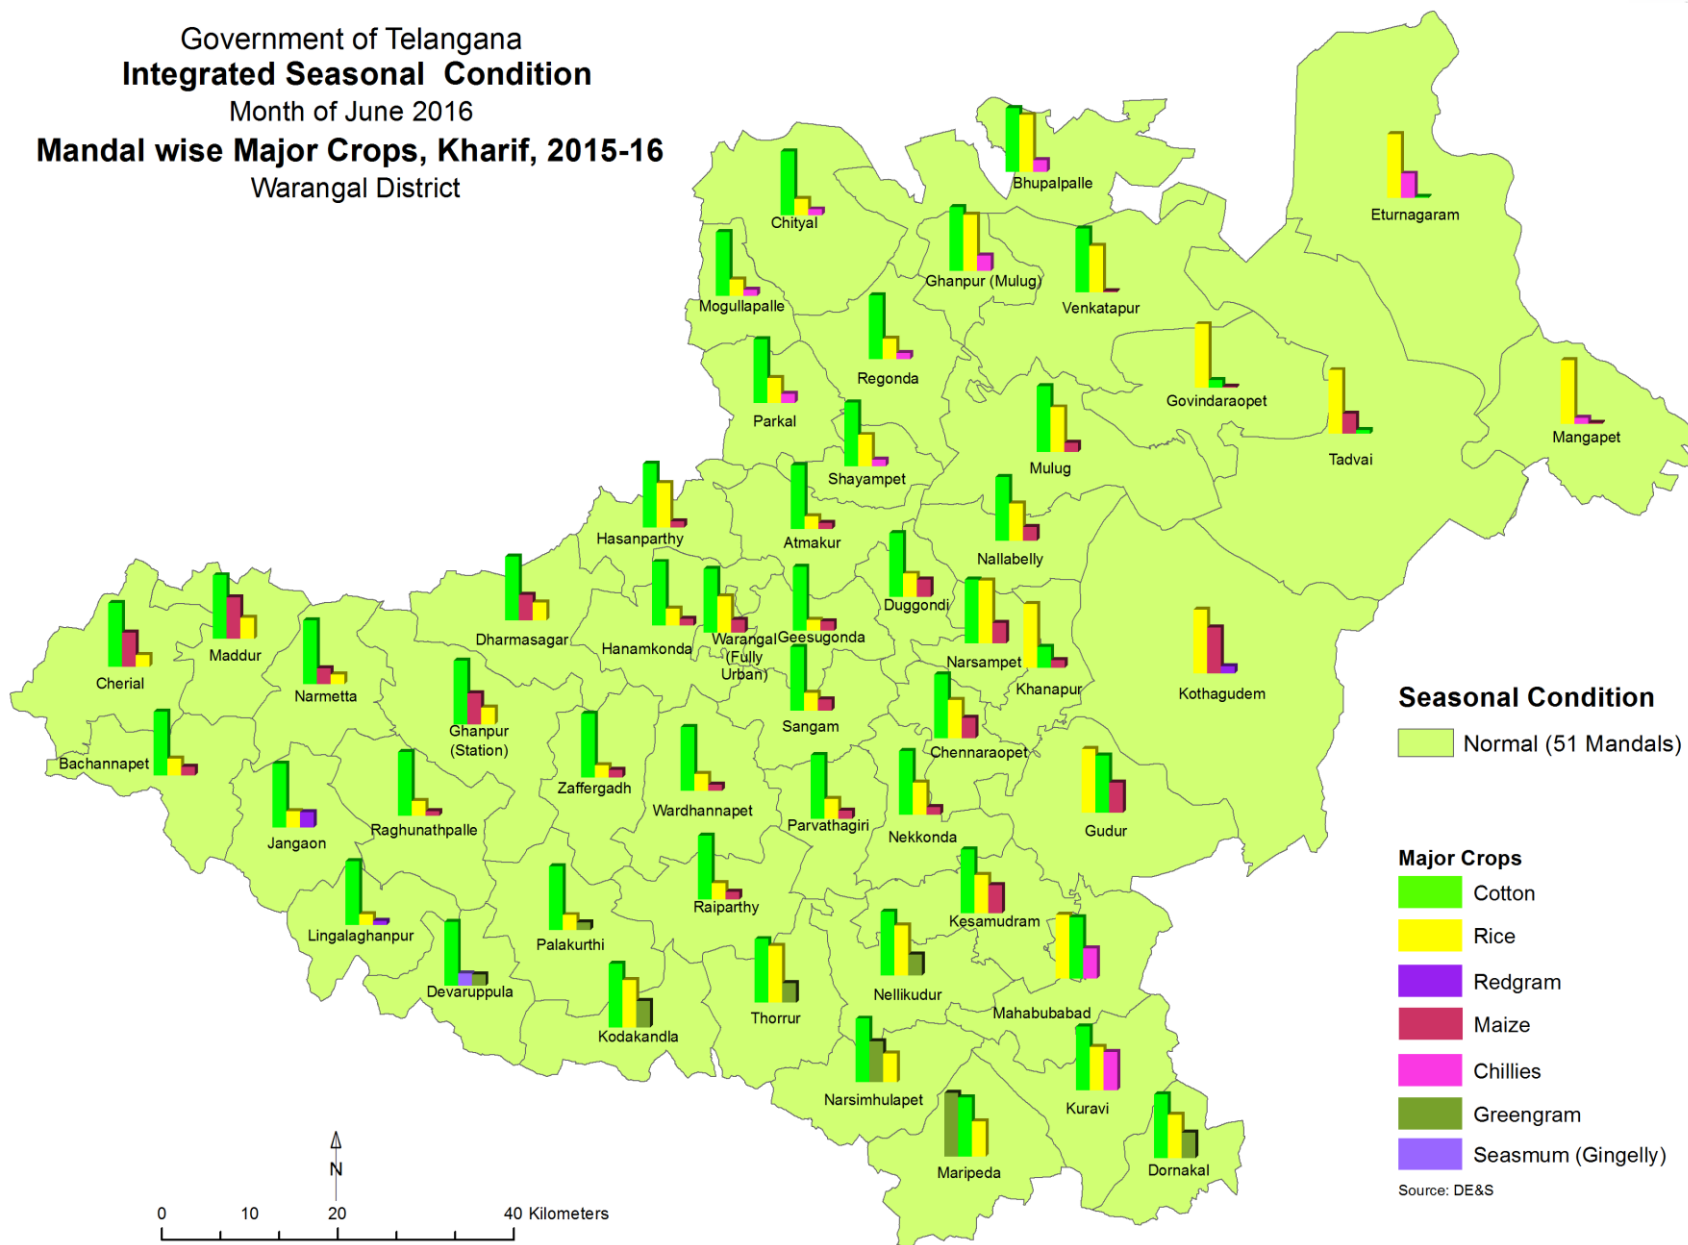 Government of Telangana
Integrated Seasonal Condition
Month of June 2016
Mandal wise Major Crops, Kharif, 2015-16
Warangal District
Bhupalpalle
Eturnagaram
Chityal
Ghanpur (Mulug)
Mogullapalle
Venkatapur
Regonda
Govindaraopet
Parkal
Mangapet
Tadvai
Mulug
Shayampet
Hasanparthy
Atmakur
Nallabelly
Duggondi
Dharmasagar
Hanamkonda
Warangal
(Fully
Urban)
Geesugonda
Maddur
Narsampet
Cherial
Narmetta
Khanapur
Kothagudem
Sangam
Ghanpur
(Station)
Chennaraopet
Bachannapet
Zaffergadh
Wardhannapet
Raghunathpalle
Parvathagiri
Nekkonda
Gudur
Jangaon
Raiparthy
Kesamudram
Lingalaghanpur
Palakurthi
Devaruppula
Nellikudur
Mahabubabad
Thorrur
Kodakandla
Narsimhulapet
Kuravi
Maripeda
Dornakal
Seasonal Condition
Normal (51 Mandals)
Major Crops
Cotton
Rice
Redgram
Maize
Chillies
Greengram
Seasmum (Gingelly)
Source: DE&S
N
0 10 20 40 Kilometers